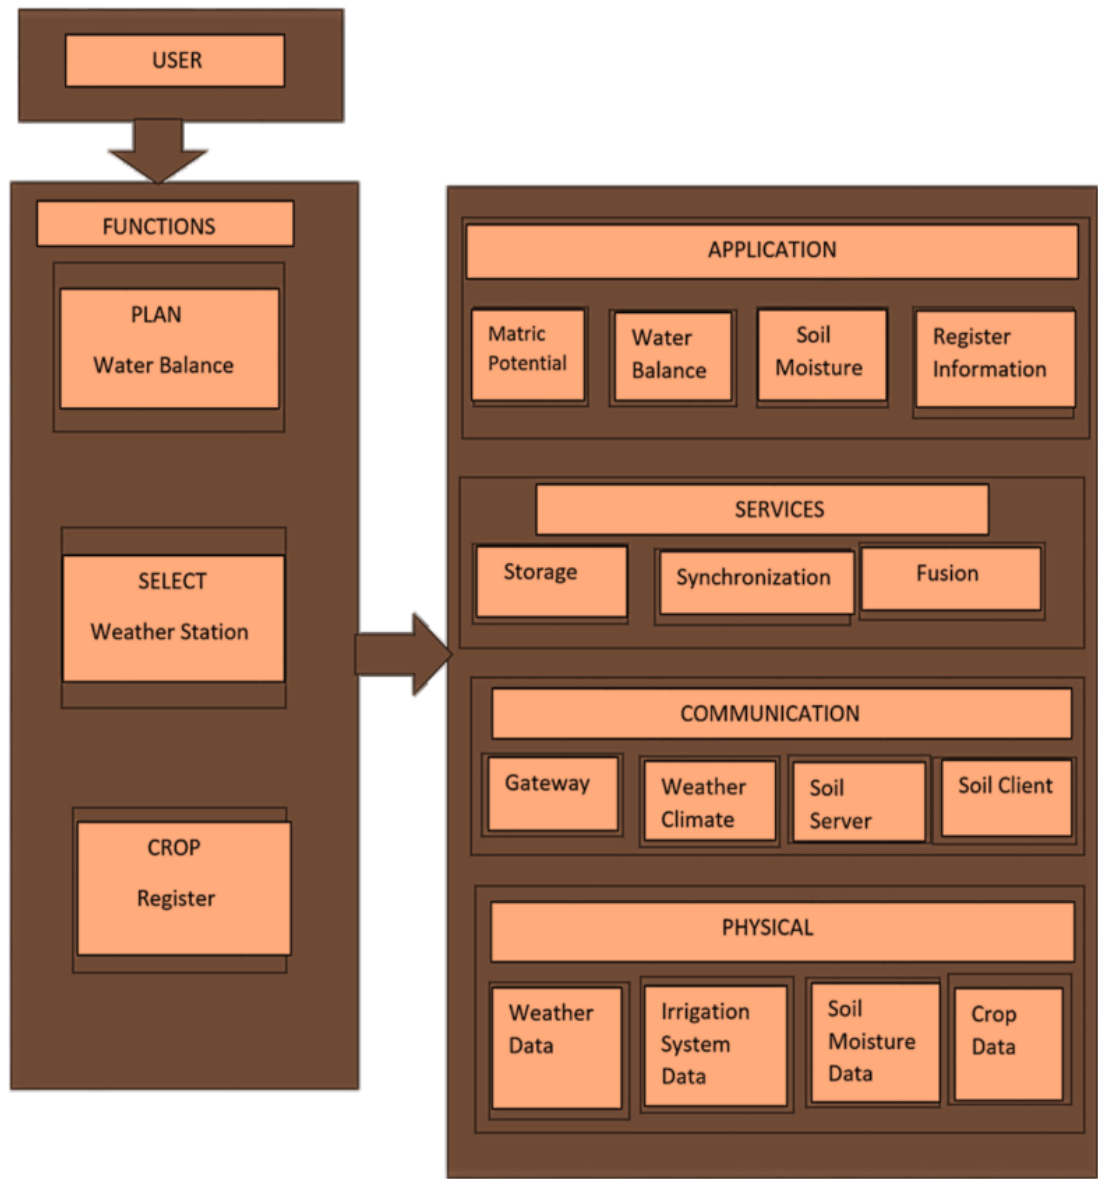 USER
FUNCTIONS
PLAN
Water Balance
SELECT
Weather Station
CROP
Register
APPLICATION
Matric
Potential
Water
Balance
Soil
Moisture
Register
Information
SERVICES
Storage
Synchronization
Fusion
COMMUNICATION
Gateway
Weather
Climate
Soil
Server
Soil Client
PHYSICAL
Weather
Data
Irrigation
System
Data
Soil
Moisture
Data
Crop
Data